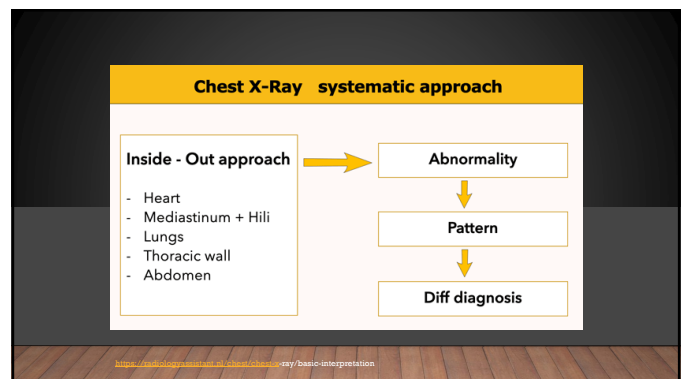 Chest X-Ray systematic approach
Inside - Out approach
- Heart
- Mediastinum + Hili
- Lungs
- Thoracic wall
- Abdomen
Abnormality
Pattern
Diff diagnosis
https://radiologyassistant.nl/chest/chest-x-ray/basic-interpretation